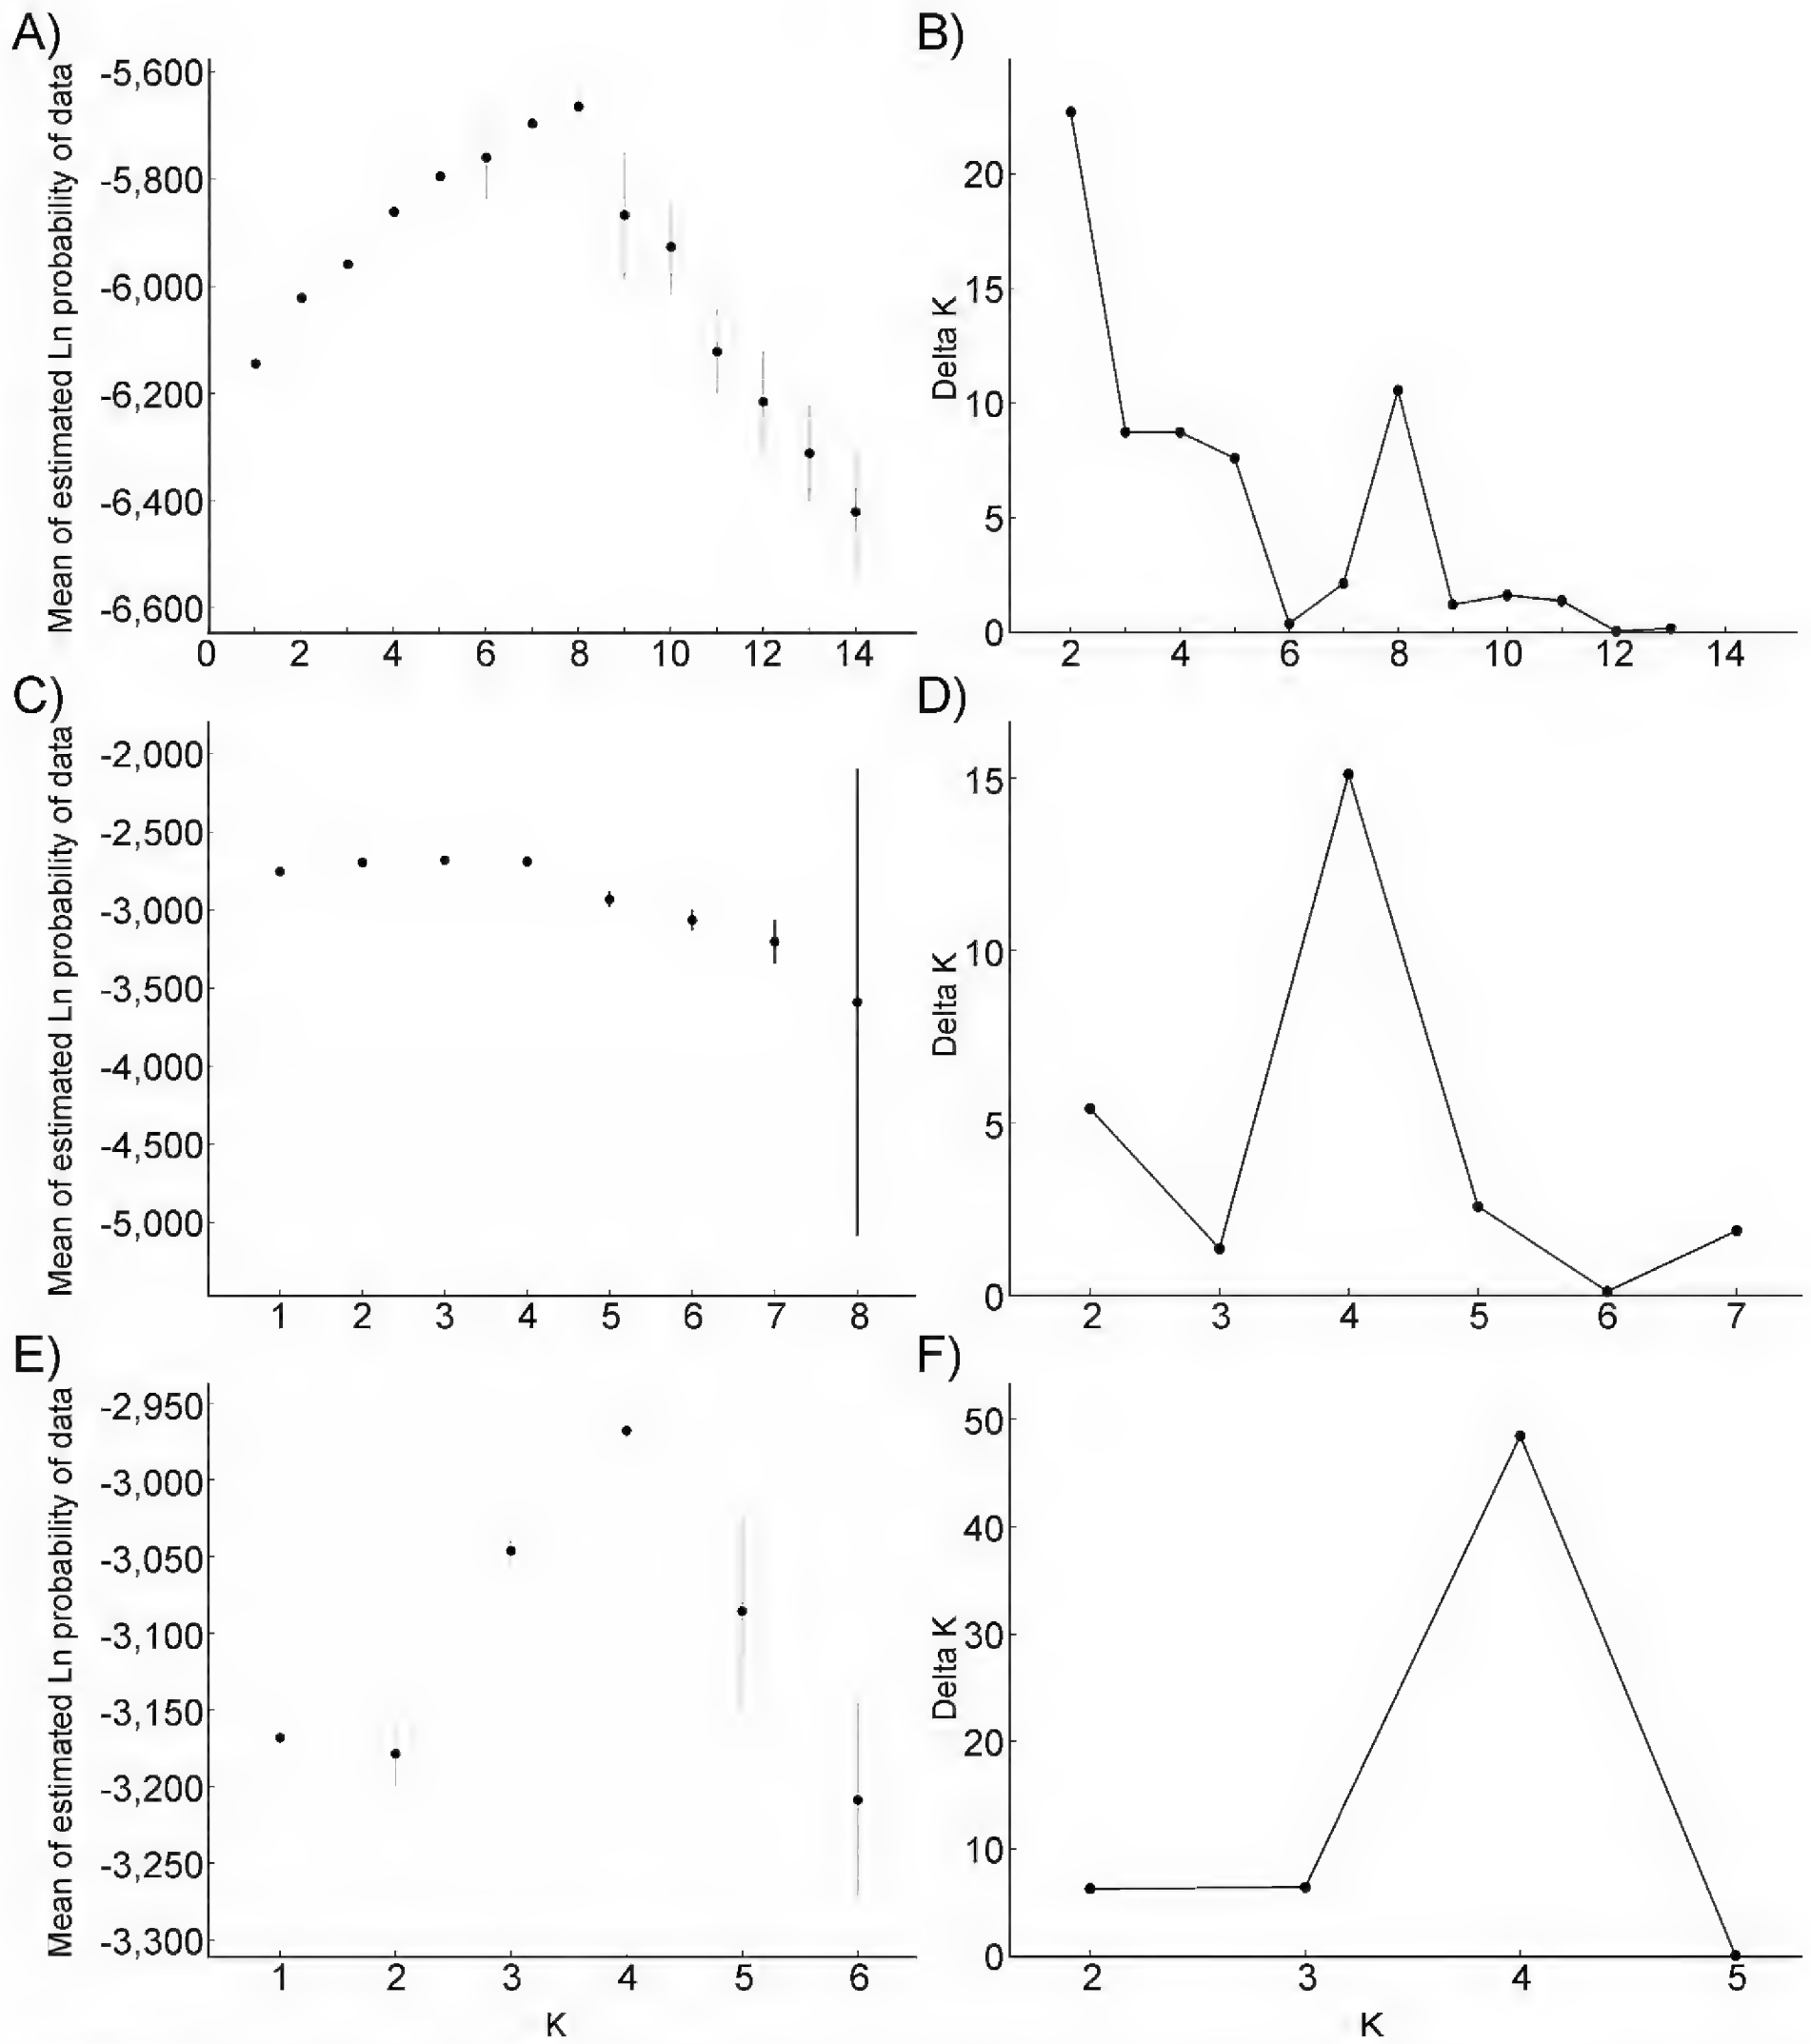 A)
Mean of estimated Ln probability of data
-5,600
-5,800
-6,000
-6,200
-6,400
-6,600
0 2 4 6 8 10 12 14
B)
Delta K
20
15
10
5
0
2 4 6 8 10 12 14
C)
Mean of estimated Ln probability of data
-2,000
-2,500
-3,000
-3,500
-4,000
-4,500
-5,000
1 2 3 4 5 6 7 8
D)
Delta K
15
10
5
0
2 3 4 5 6 7
E)
Mean of estimated Ln probability of data
-2,950
-3,000
-3,050
-3,100
-3,150
-3,200
-3,250
-3,300
1 2 3 4 5 6
K
F)
Delta K
50
40
30
20
10
0
2 3 4 5
K